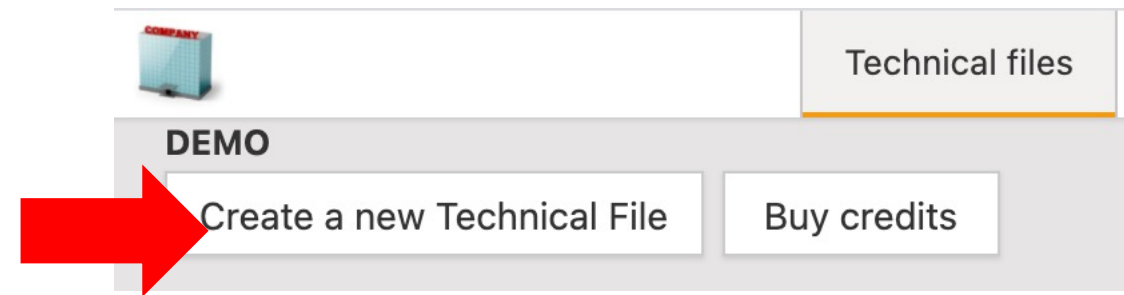 COMPANY
Technical files
DEMO
Create a new Technical File
Buy credits